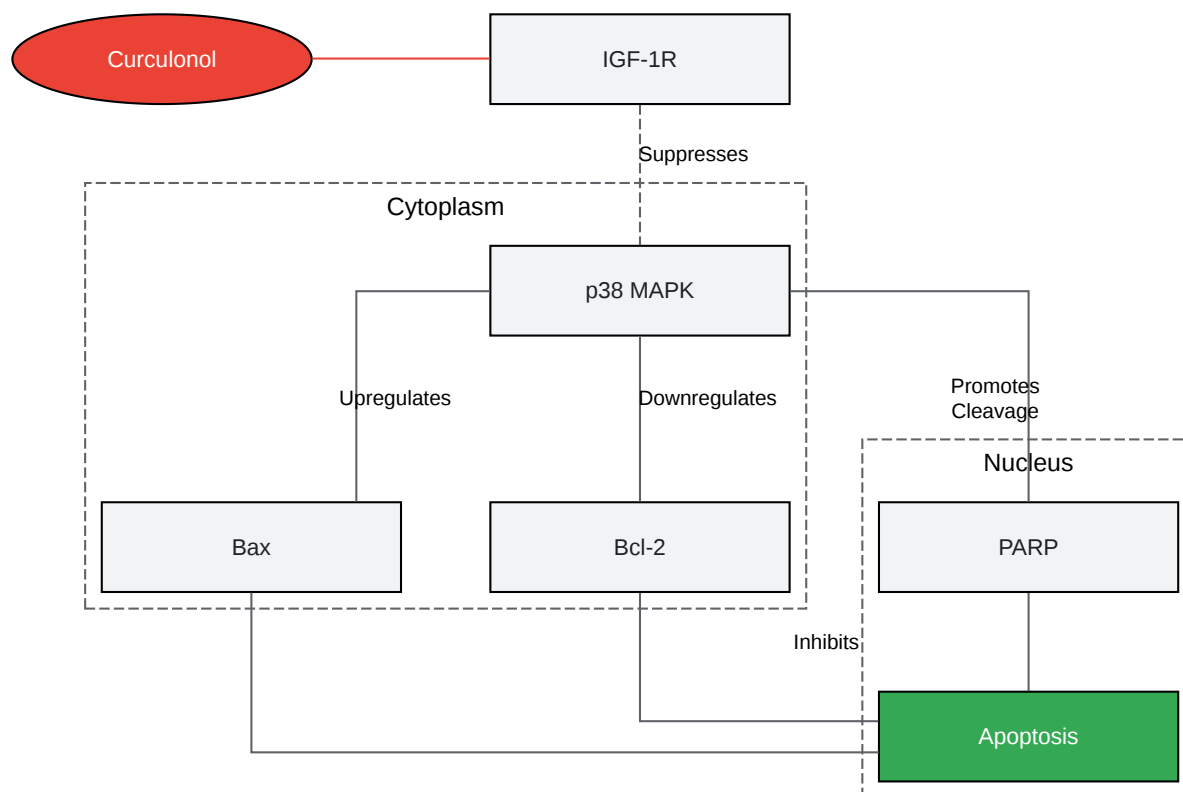 Curculonol
IGF-1R
Suppresses
Cytoplasm
p38 MAPK
Upregulates
Downregulates
Promotes
Cleavage
Nucleus
Bax
Bcl-2
PARP
Inhibits
Apoptosis